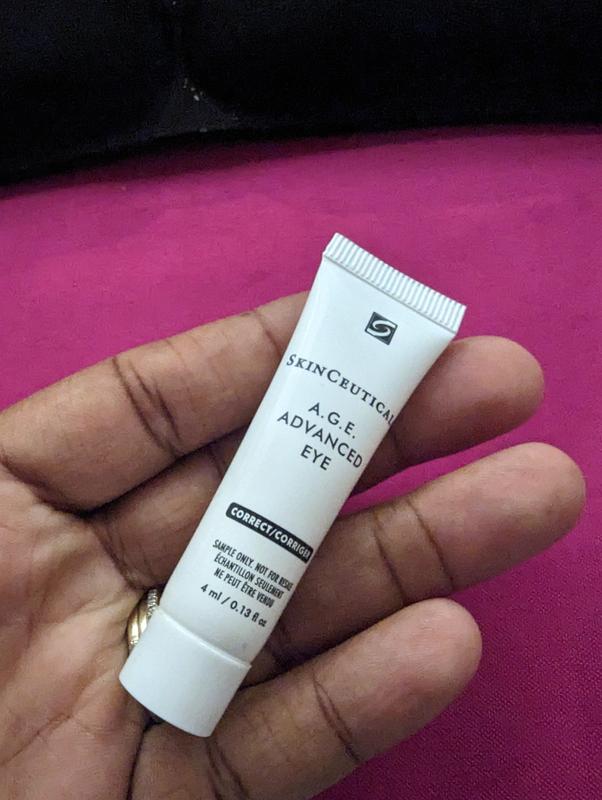 SKINCEUTICAL
A.G.E.
ADVANCED
EYE
CORRECT/CORRIGER
SAMPLE ONLY. NOT FOR RESALE.
ÉCHANTILLON SEULEMENT
NE PEUT ÊTRE VENDU
4 ml / 0.13 fl oz